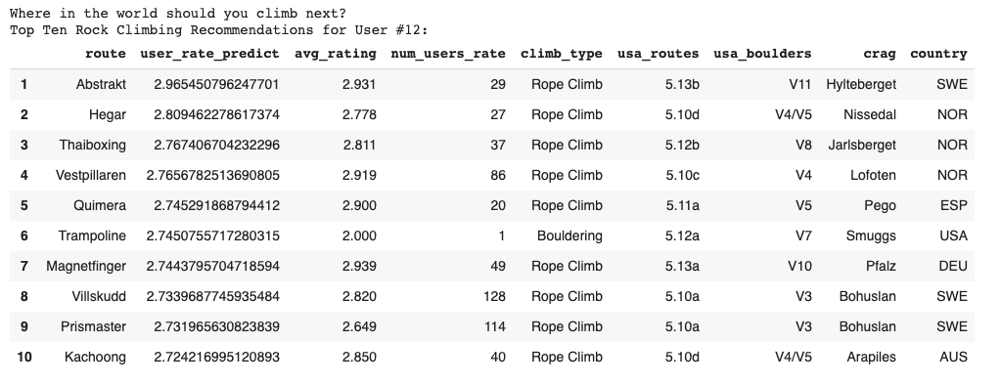 Where in the world should you climb next?
Top Ten Rock Climbing Recommendations for User #12:
route user_rate_predict avg_rating num_users_rate climb_type usa_routes usa_boulders crag country
1 Abstrakt 2.965450796247701 2.931 29 Rope Climb 5.13b V11 Hylteberget SWE
2 Hegar 2.809462278617374 2.778 27 Rope Climb 5.10d V4/V5 Nissedal NOR
3 Thaiboxing 2.767406704232296 2.811 37 Rope Climb 5.12b V8 Jarlsberget NOR
4 Vestpillaren 2.7656782513690805 2.919 86 Rope Climb 5.10c V4 Lofoten NOR
5 Quimera 2.745291868794412 2.900 20 Rope Climb 5.11a V5 Pego ESP
6 Trampoline 2.7450755717280315 2.000 1 Bouldering 5.12a V7 Smuggs USA
7 Magnetfinger 2.7443795704718594 2.939 49 Rope Climb 5.13a V10 Pfalz DEU
8 Villskudd 2.7339687745935484 2.820 128 Rope Climb 5.10a V3 Bohuslan SWE
9 Prismaster 2.731965630823839 2.649 114 Rope Climb 5.10a V3 Bohuslan SWE
10 Kachoong 2.724216995120893 2.850 40 Rope Climb 5.10d V4/V5 Arapiles AUS